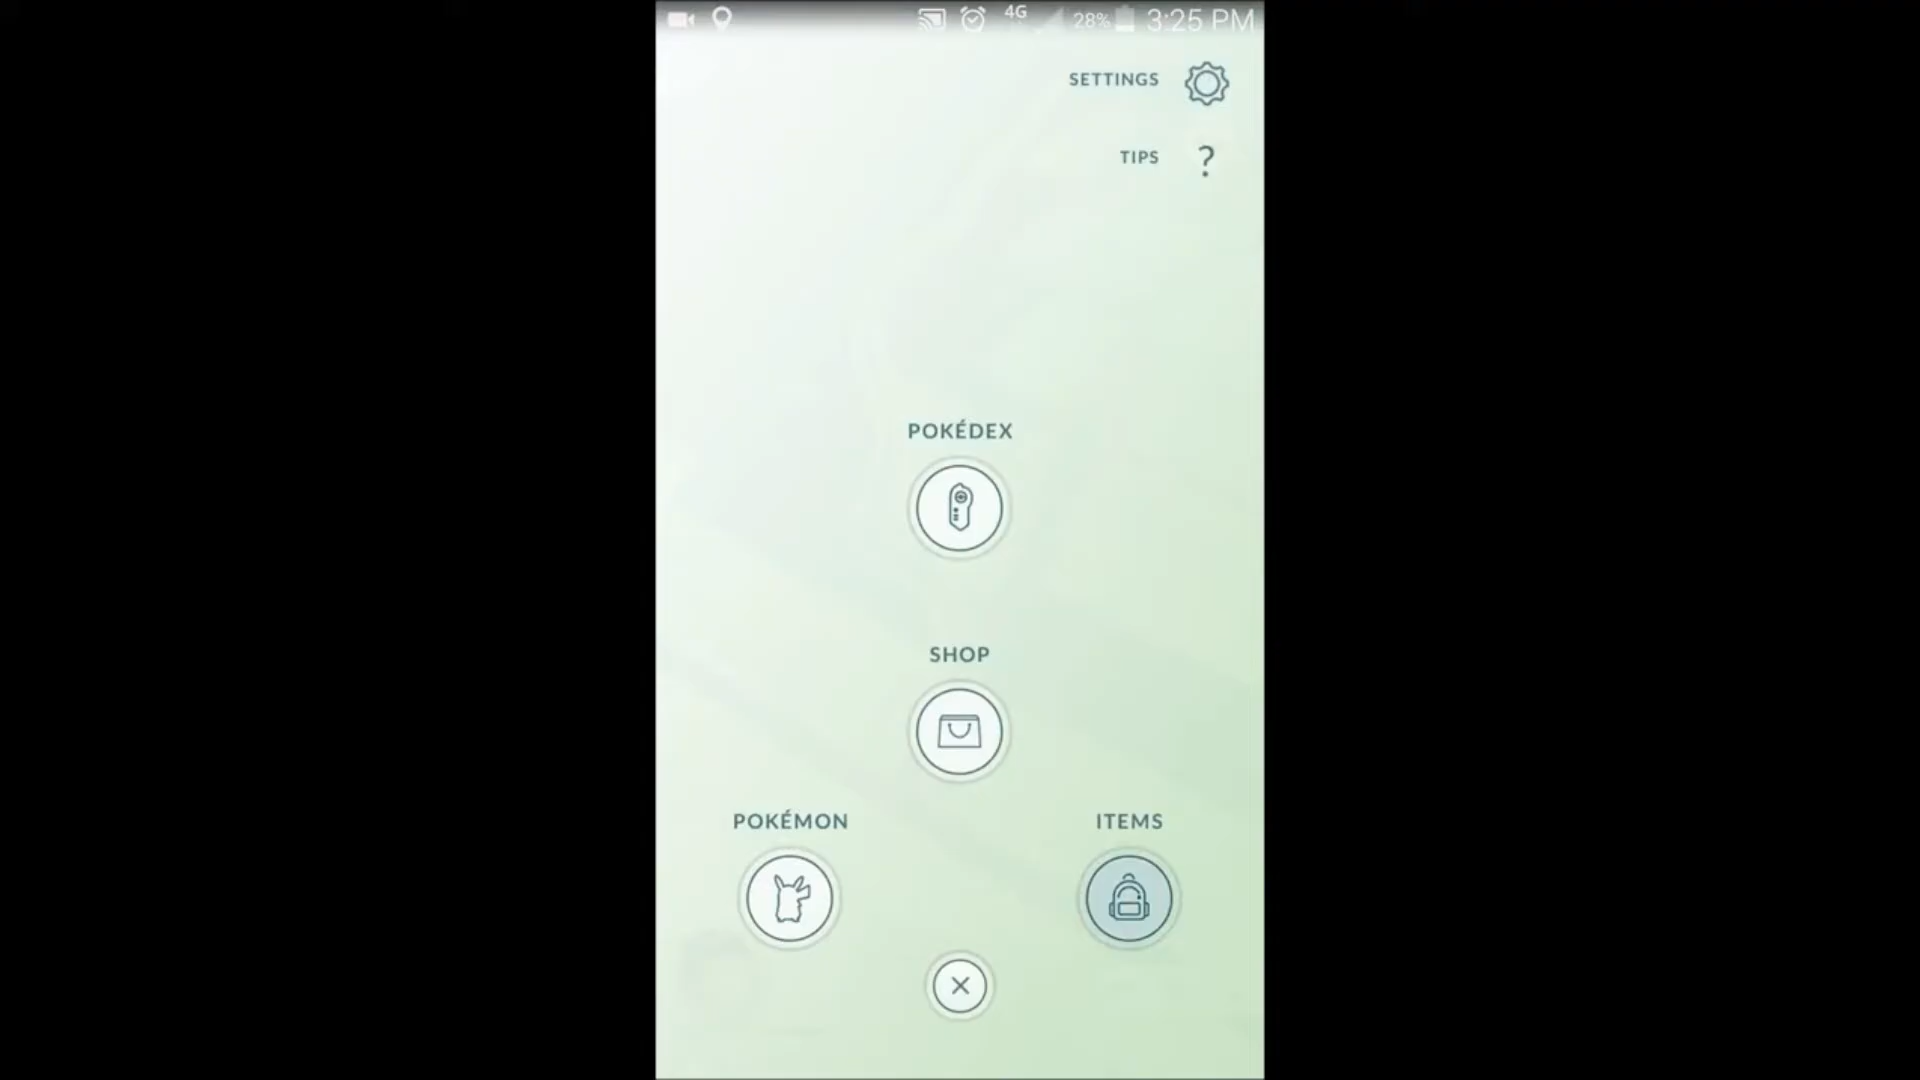 4G 28% 3:25 PM
SETTINGS
TIPS ?
POKÉDEX
SHOP
POKÉMON ITEMS